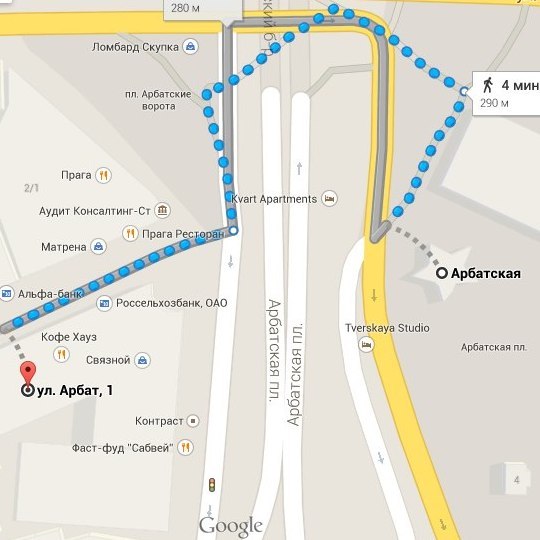 280 м
Ломбард Скупка
4 мин
290 м
пл. Арбатские
ворота
Прага
2/1
Kvart Apartments
Аудит Консалтинг-Ст
Прага Ресторан
Матрена
Арбатская
Альфа-банк
Россельхозбанк, ОАО
Арбатская пл.
Арбатская пл.
Tverskaya Studio
Кофе Хауз
Арбатская пл.
Связной
ул. Арбат, 1
Контраст
Фаст-фуд "Сабвей"
4
Google